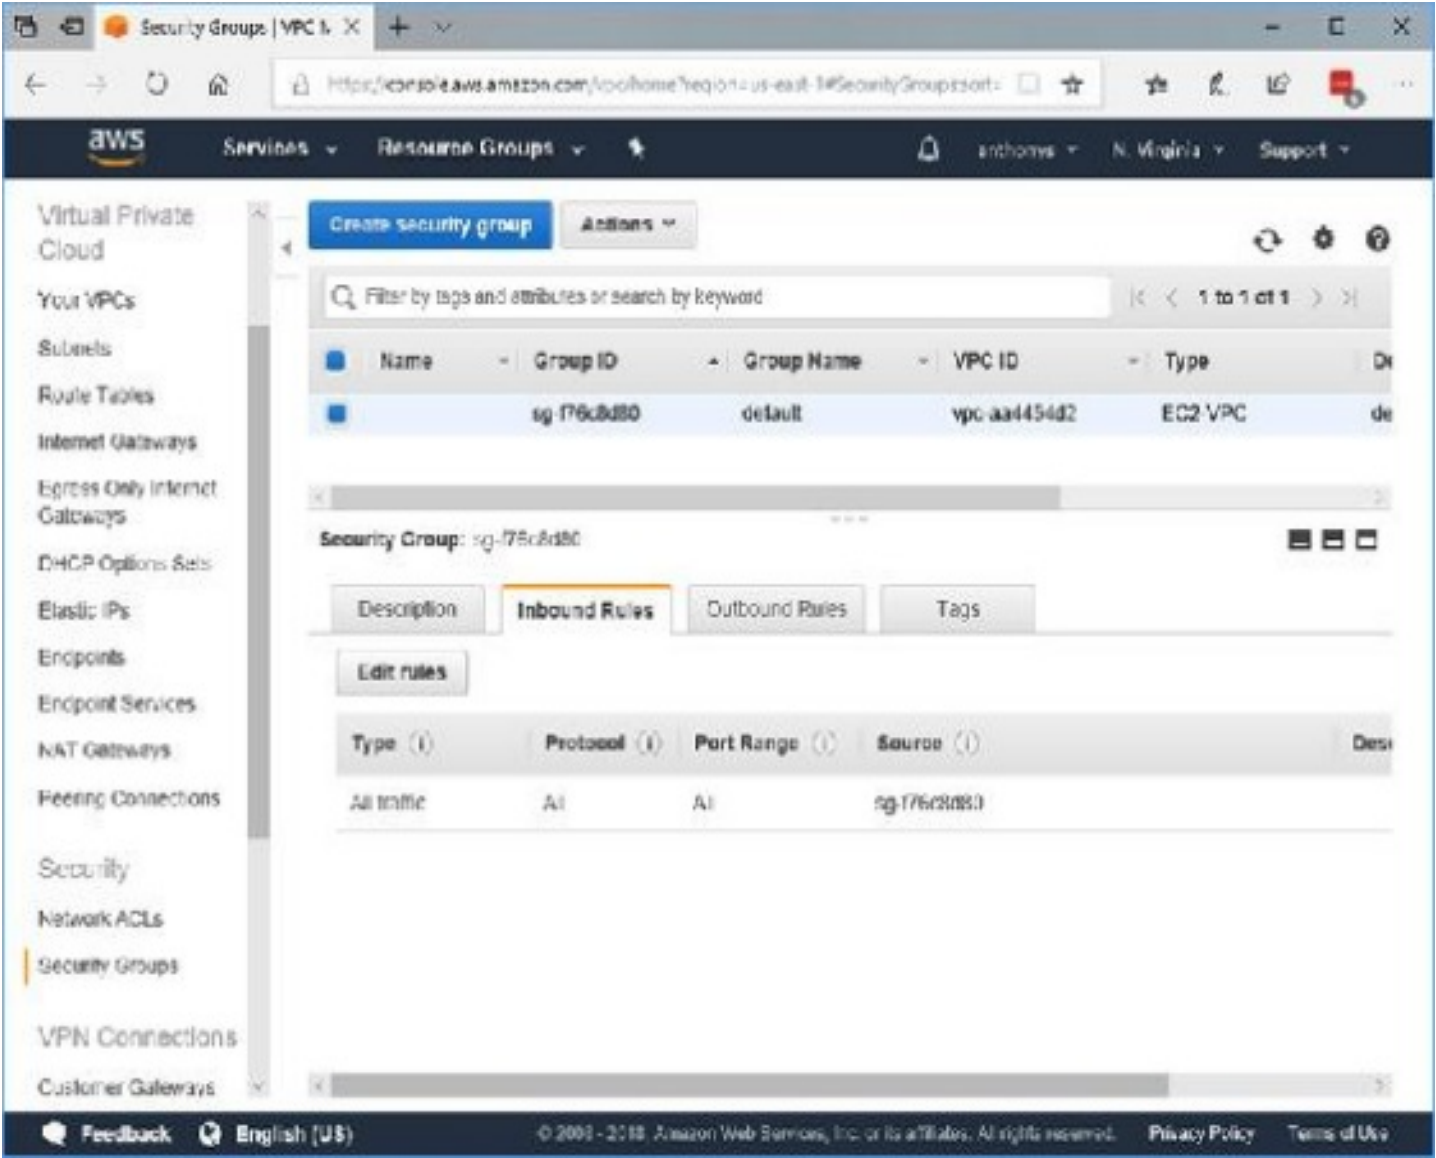 Security Groups | VPC M
https://console.aws.amazon.com/vpc/home?region=us-east-1#SecurityGroups:sort=
aws Services Resource Groups anthonys N. Virginia Support
Virtual Private Cloud
Your VPCs
Subnets
Route Tables
Internet Gateways
Egress Only Internet
Gateways
DHCP Options Sets
Elastic IPs
Endpoints
Endpoint Services
NAT Gateways
Peering Connections
Security
Network ACLs
Security Groups
VPN Connections
Customer Gateways
Create security group Actions
Filter by tags and attributes or search by keyword 1 to 1 of 1
Name Group ID Group Name VPC ID Type De
sg-f76c8d80 default vpc-aa4454d2 EC2-VPC de
Security Group: sg-f76c8d80
Description Inbound Rules Outbound Rules Tags
Edit rules
Type Protocol Port Range Source Desc
All traffic All All sg-f76c8d80
Feedback English (US) © 2008 - 2018, Amazon Web Services, Inc. or its affiliates. All rights reserved. Privacy Policy Terms of Use